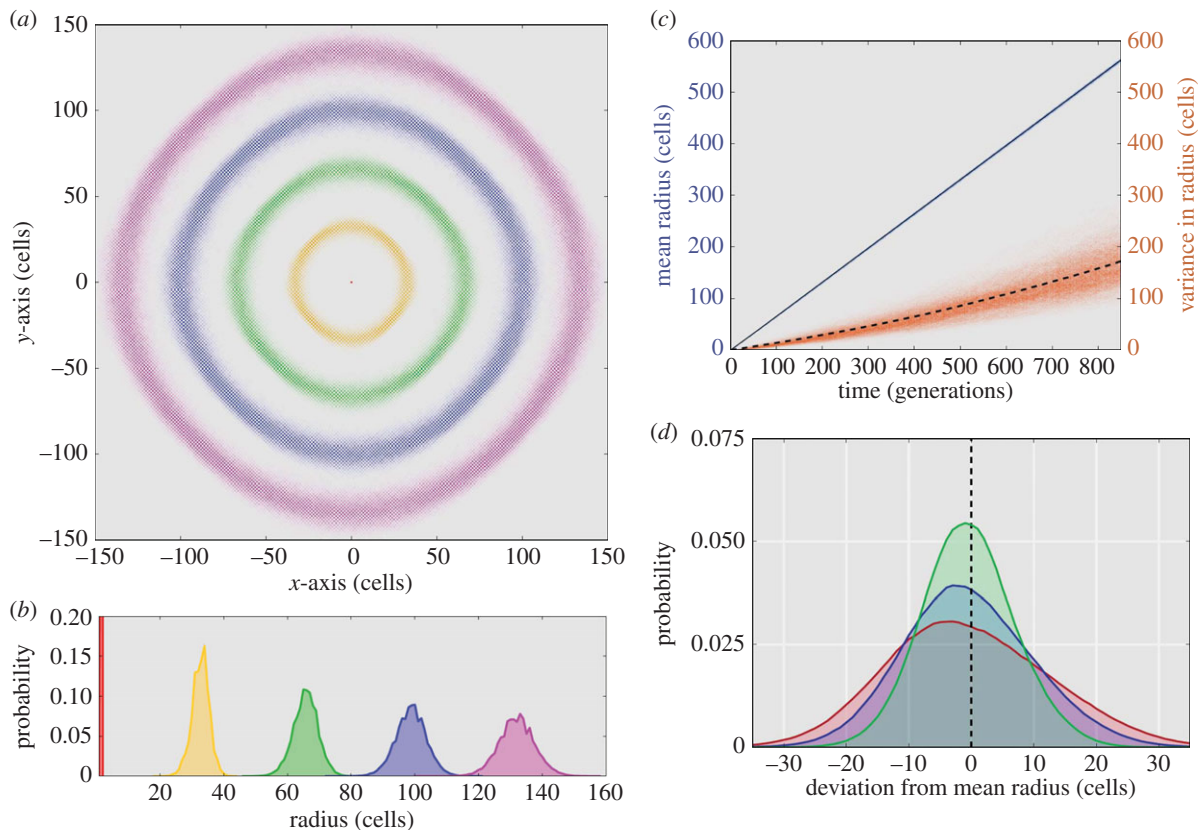 (a)
150
100
50
0
–50
–100
–150
y-axis (cells)
–150 –100 –50 0 50 100 150
x-axis (cells)
(b)
0.20
0.15
0.10
0.05
0
probability
20 40 60 80 100 120 140 160
radius (cells)
(c)
600
500
400
300
200
100
0
mean radius (cells)
600
500
400
300
200
100
0
variance in radius (cells)
0 100 200 300 400 500 600 700 800
time (generations)
(d)
0.075
0.050
0.025
0
probability
–30 –20 –10 0 10 20 30
deviation from mean radius (cells)